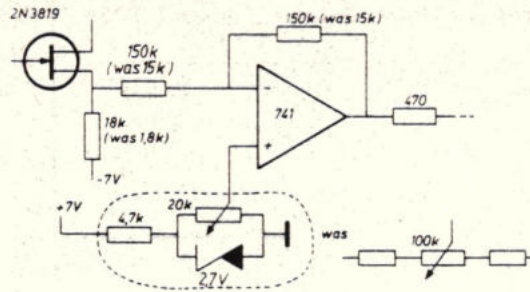 2N3819
150k (was 15k)
150k
(was 15k)
741
470
18k
(was 1,8k)
-7V
+7V
4,7k
20k
2,7V
was
100k
-
+